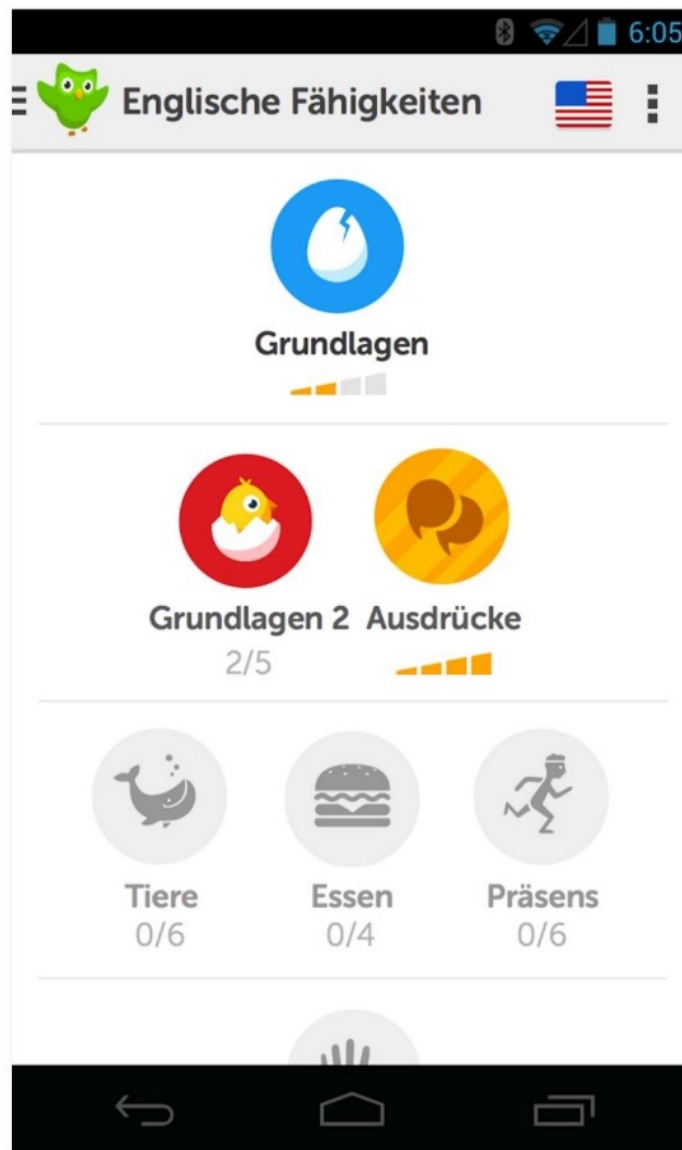 6:05
Englische Fähigkeiten
Grundlagen
Grundlagen 2 Ausdrücke
2/5
Tiere Essen Präsens
0/6 0/4 0/6